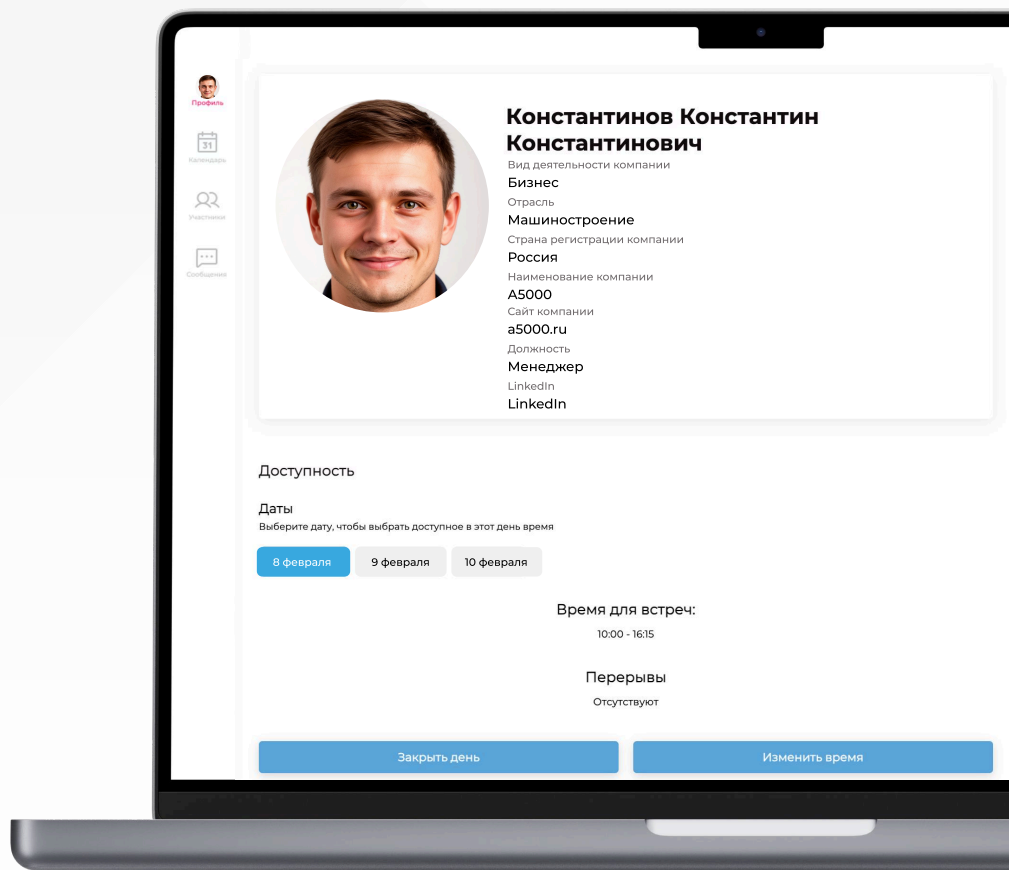 Профиль
31
Календарь
Участники
Сообщения
Константинов Константин
Константинович
Вид деятельности компании
Бизнес
Отрасль
Машиностроение
Страна регистрации компании
Россия
Наименование компании
А5000
Сайт компании
a5000.ru
Должность
Менеджер
LinkedIn
LinkedIn
Доступность
Даты
Выберите дату, чтобы выбрать доступное в этот день время
8 февраля
9 февраля
10 февраля
Время для встреч:
10:00 - 16:15
Перерывы
Отсутствуют
Закрыть день
Изменить время